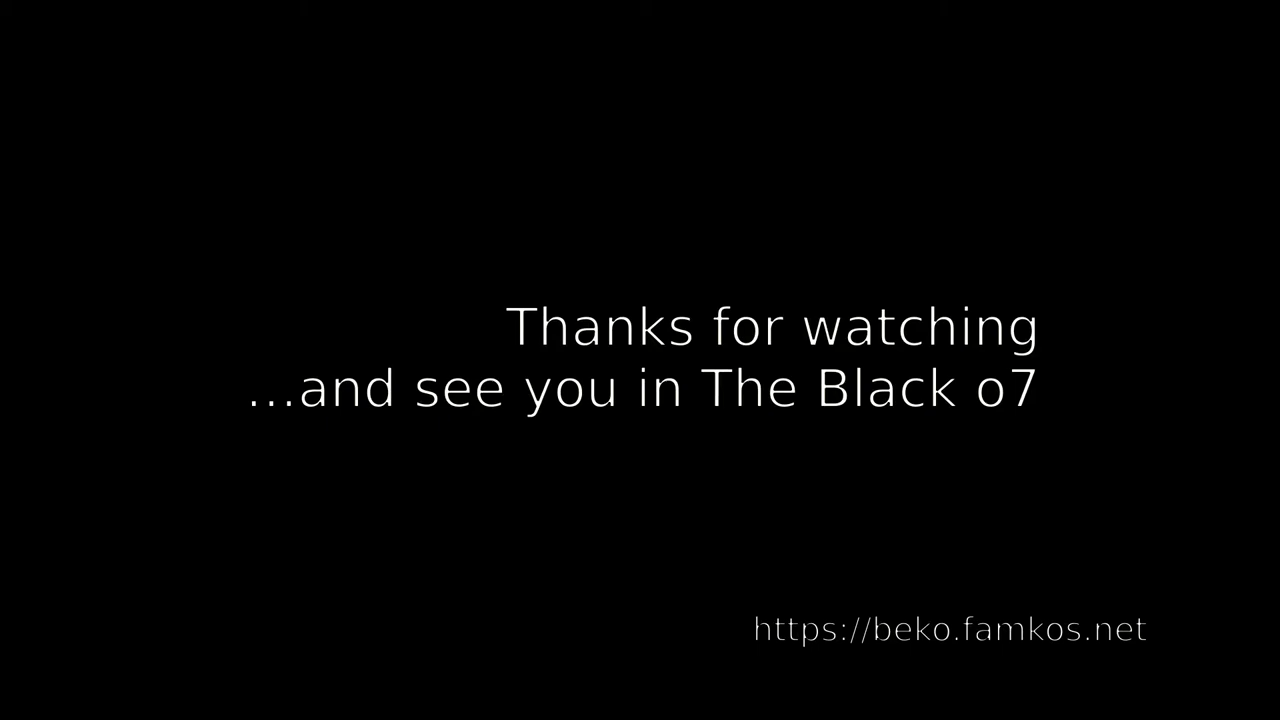 Thanks for watching
...and see you in The Black o7
https://beko.famkos.net